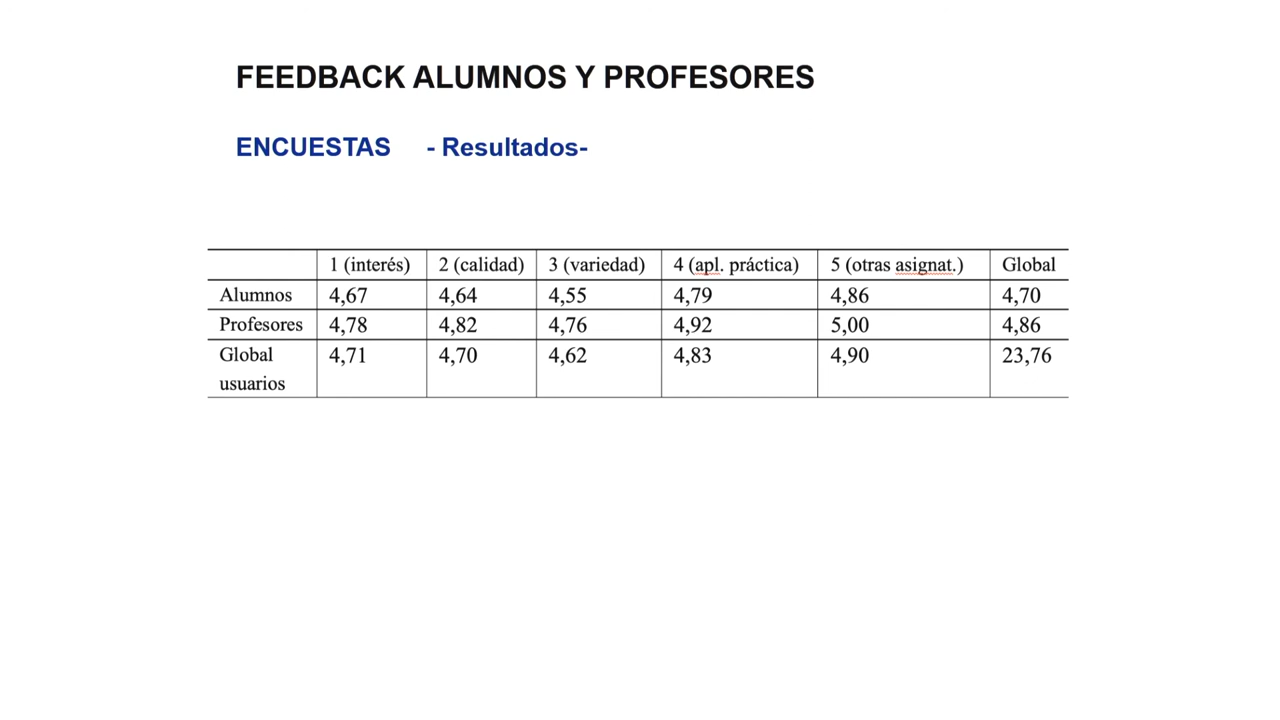 FEEDBACK ALUMNOS Y PROFESORES
ENCUESTAS - Resultados-
1 (interés) 2 (calidad) 3 (variedad) 4 (apl. práctica) 5 (otras asignat.) Global
Alumnos 4,67 4,64 4,55 4,79 4,86 4,70
Profesores 4,78 4,82 4,76 4,92 5,00 4,86
Global 4,71 4,70 4,62 4,83 4,90 23,76
usuarios